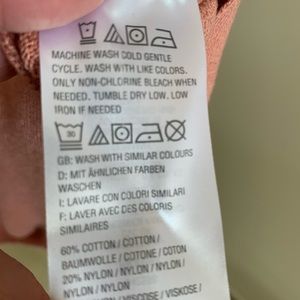 MACHINE WASH COLD GENTLE
CYCLE. WASH WITH LIKE COLORS.
ONLY NON-CHLORINE BLEACH WHEN
NEEDED. TUMBLE DRY LOW. LOW
IRON IF NEEDED
30
GB: WASH WITH SIMILAR COLOURS
D: MIT ÄHNLICHEN FARBEN
WASCHEN
I: LAVARE CON COLORI SIMILARI
F: LAVER AVEC DES COLORIS
SIMILAIRES
60% COTTON / COTTON /
BAUMWOLLE / COTONE / COTON
20% NYLON / NYLON / NYLON /
NYLON / NYLON
VISCOSE / VISKOSE /